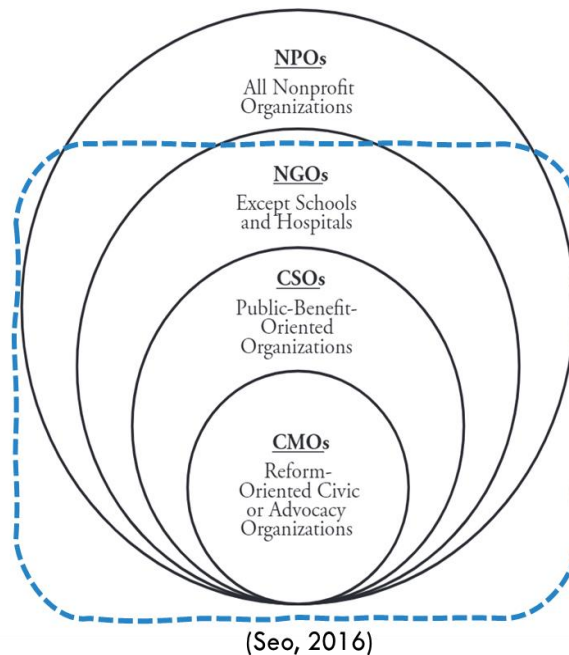 NPOs
All Nonprofit
Organizations
NGOs
Except Schools
and Hospitals
CSOs
Public-Benefit-
Oriented
Organizations
CMOs
Reform-
Oriented Civic
or Advocacy
Organizations
(Seo, 2016)